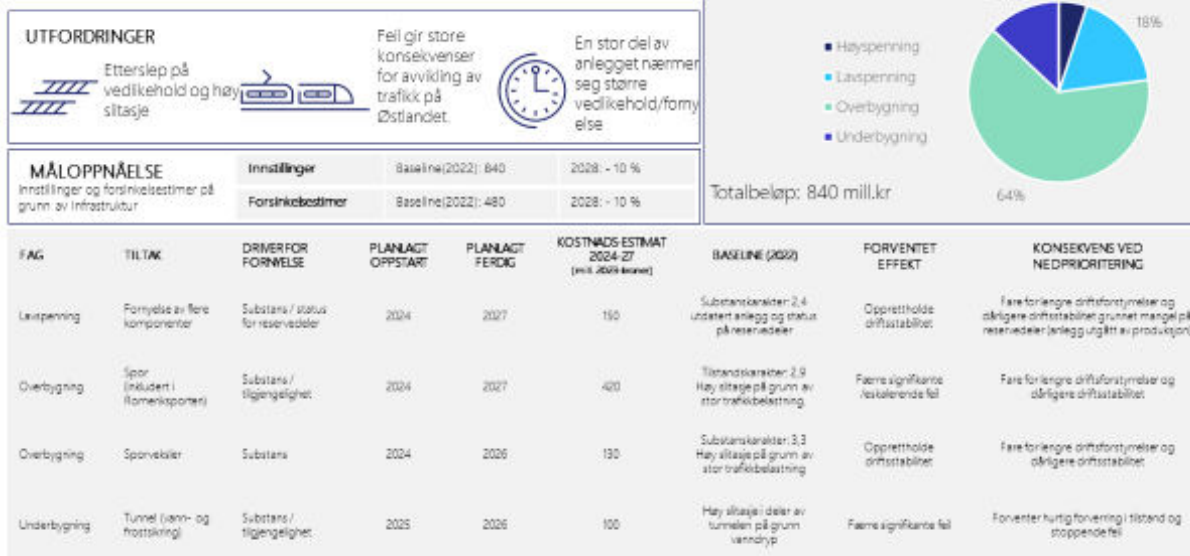 UTFORDRINGER
Etterslep på
vedlikehold og høy
slitasje
Feil gir store
konsekvenser
for avvikling av
trafikk på
Østlandet.
En stor del av
anlegget nærmer
seg større
vedlikehold/forny
else
Høyspenning
Lavspenning
Overbygning
Underbygning
18%
64%
Totalbeløp: 840 mill.kr
MÅLOPPNÅELSE
Innstillinger og forsinkelsestimer på
grunn av infrastruktur
Innstillinger Baseline(2022): 640 2028: - 10 %
Forsinkelsestimer Baseline(2022): 480 2028: - 10 %
FAG
TILTAK
DRIVER FOR
FORNYELSE
PLANLAGT
OPPSTART
PLANLAGT
FERDIG
KOSTNADS-ESTIMAT
2024-27
(mill. 2023-kroner)
BASELINE (2022)
FORVENTET
EFFEKT
KONSEKVENS VED
NEDPRIORITERING
Lavspenning
Fornyelse av flere
komponenter
Substans / status
for reservedeler
2024
2027
150
Substanskarakter: 2,4
utdatert anlegg og status
på reservedeler
Opprettholde
driftsstabilitet
Fare for lengre driftsforstyrrelser og
dårligere driftsstabilitet grunnet mangel på
reservedeler (anlegg utgått av produksjon)
Overbygning
Spor
(inkludert i
Romeriksporten)
Substans /
tilgjengelighet
2024
2027
420
Tilstandskarakter: 2,9
Høy slitasje på grunn av
stor trafikkbelastning.
Færre signifikante
/eskalerende feil
Fare for lengre driftsforstyrrelser og
dårligere driftsstabilitet
Overbygning
Sporveksler
Substans
2024
2026
130
Substanskarakter: 3,3
Høy slitasje på grunn av
stor trafikkbelastning
Opprettholde
driftsstabilitet
Fare for lengre driftsforstyrrelser og
dårligere driftsstabilitet
Underbygning
Tunnel (vann- og
frostsikring)
Substans /
tilgjengelighet
2025
2026
100
Høy slitasje i deler av
tunnelen på grunn
vanndryp
Færre signifikante feil
Forventer hurtig forverring i tilstand og
stoppende feil